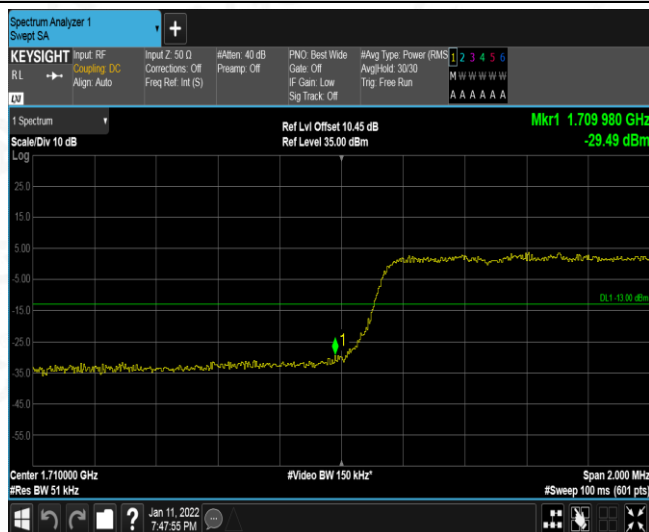 Spectrum Analyzer 1
Swept SA
+
KEYSIGHT
RL
LXI
Input: RF
Coupling: DC
Align: Auto
Input Z: 50 Ω
Corrections: Off
Freq Ref: Int (S)
#Atten: 40 dB
Preamp: Off
PNO: Best Wide
Gate: Off
IF Gain: Low
Sig Track: Off
#Avg Type: Power (RMS
Avg|Hold: 30/30
Trig: Free Run
1 2 3 4 5 6
M W W W W W
A A A A A A
1 Spectrum
Scale/Div 10 dB
Ref Lvl Offset 10.45 dB
Ref Level 35.00 dBm
Mkr1 1.709 980 GHz
-29.49 dBm
Log
25.0
15.0
5.00
-5.00
DL1 -13.00 dBm
-15.0
-25.0
1
-35.0
-45.0
-55.0
Center 1.710000 GHz
#Res BW 51 kHz
#Video BW 150 kHz*
Span 2.000 MHz
#Sweep 100 ms (601 pts)
?
Jan 11, 2022
7:47:55 PM